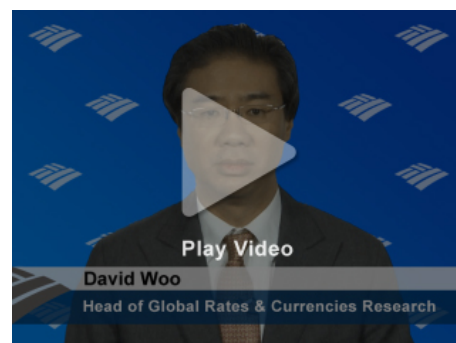 Play Video
David Woo
Head of Global Rates & Currencies Research